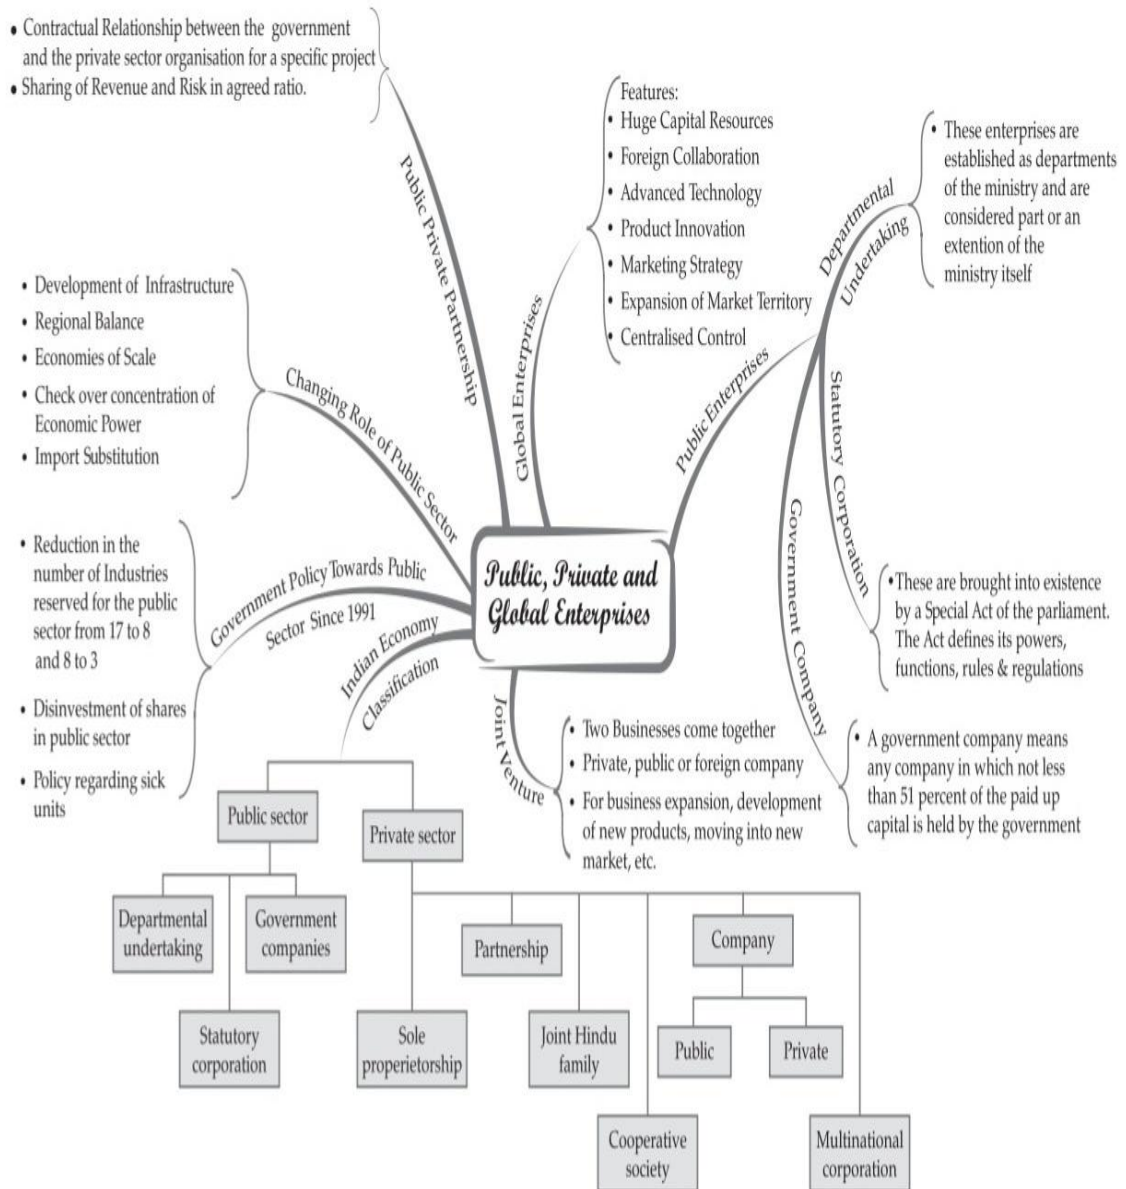 • Contractual Relationship between the government
and the private sector organisation for a specific project
• Sharing of Revenue and Risk in agreed ratio.
Public Private Partnership
Features:
• Huge Capital Resources
• Foreign Collaboration
• Advanced Technology
• Product Innovation
• Marketing Strategy
• Expansion of Market Territory
• Centralised Control
Global Enterprises
• These enterprises are
established as departments
of the ministry and are
considered part or an
extention of the
ministry itself
Departmental
Undertaking
Public Enterprises
Statutory Corporation
• These are brought into existence
by a Special Act of the parliament.
The Act defines its powers,
functions, rules & regulations
Government Company
• A government company means
any company in which not less
than 51 percent of the paid up
capital is held by the government
• Development of Infrastructure
• Regional Balance
• Economies of Scale
• Check over concentration of
Economic Power
• Import Substitution
Changing Role of Public Sector
• Reduction in the
number of Industries
reserved for the public
sector from 17 to 8
and 8 to 3
• Disinvestment of shares
in public sector
• Policy regarding sick
units
Government Policy Towards Public
Sector Since 1991
Public, Private and
Global Enterprises
Indian Economy
Classification
Joint Venture
• Two Businesses come together
• Private, public or foreign company
• For business expansion, development
of new products, moving into new
market, etc.
Public sector
Private sector
Departmental
undertaking
Government
companies
Statutory
corporation
Partnership
Company
Sole
properietorship
Joint Hindu
family
Public
Private
Cooperative
society
Multinational
corporation